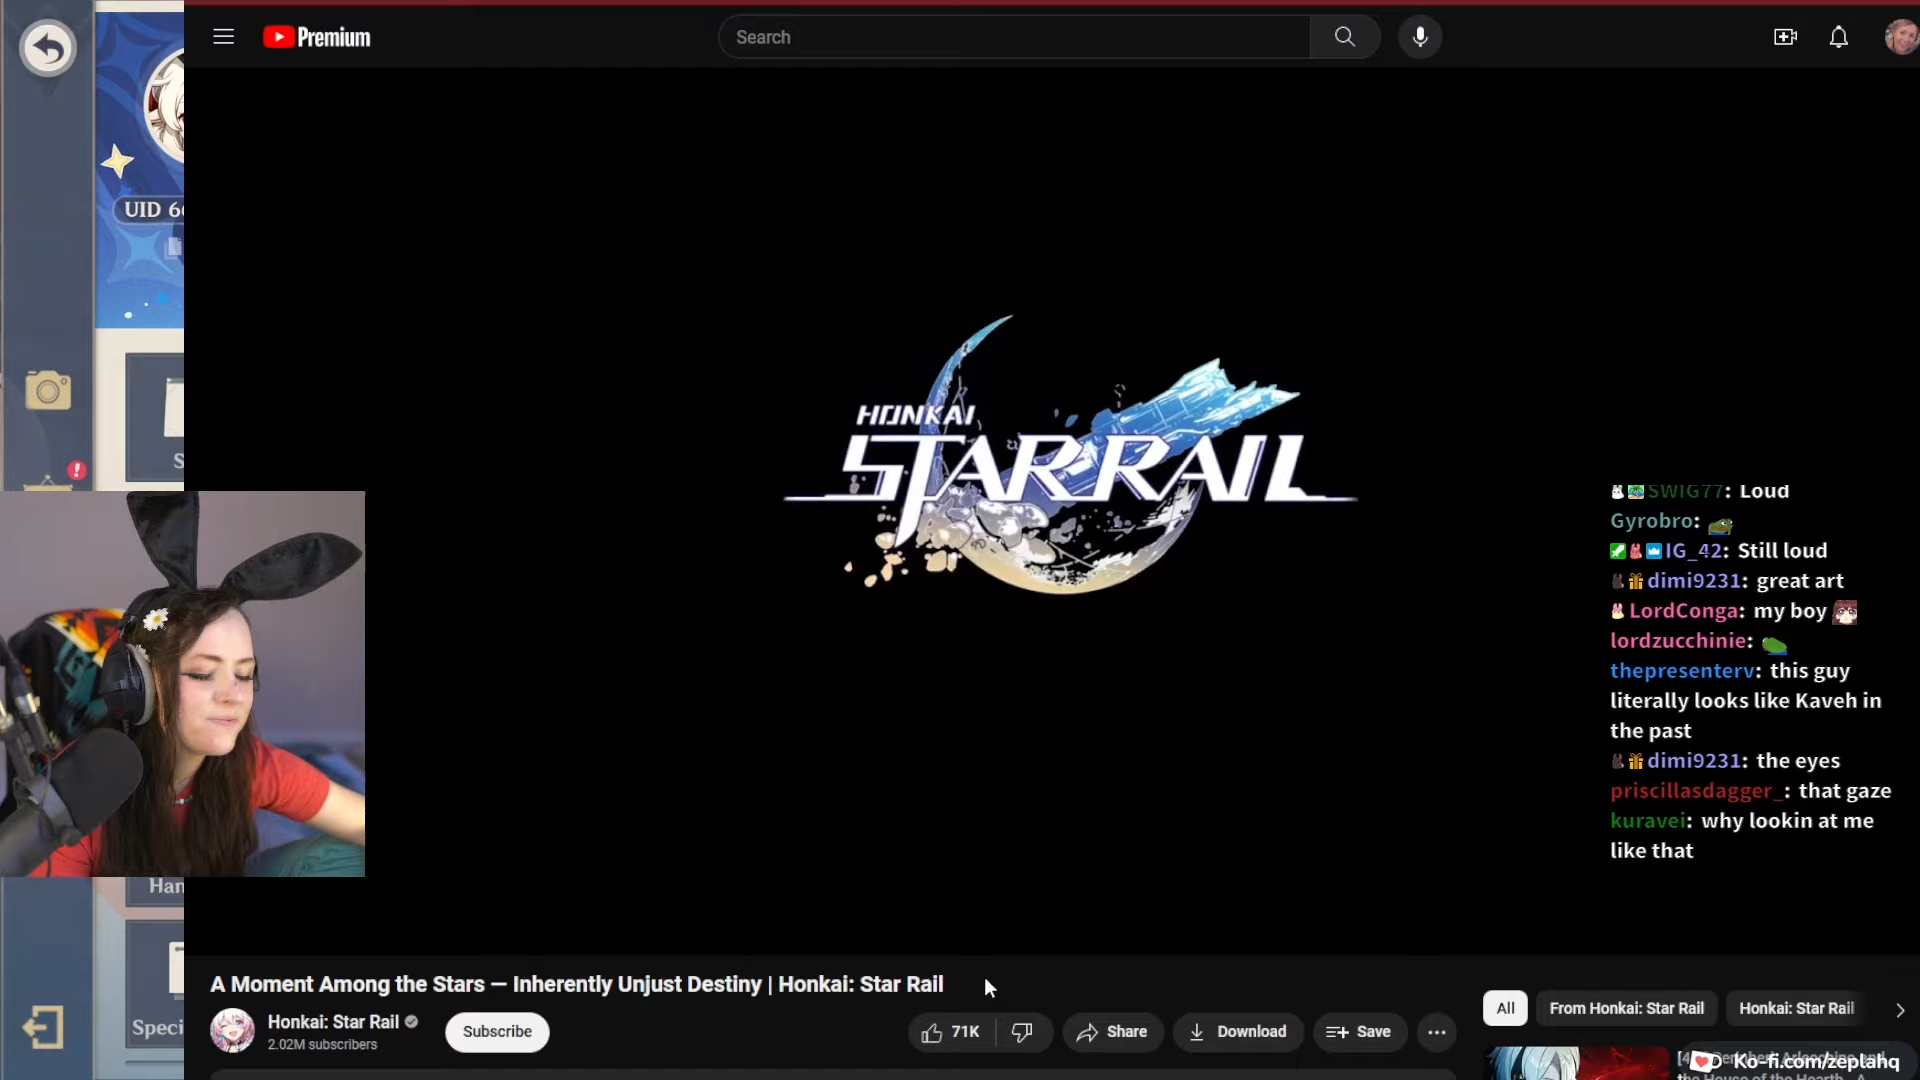 Premium
Search
UID 6
HONKAI
STAR RAIL
SWIG77: Loud
Gyrobro:
IG_42: Still loud
dimi9231: great art
LordConga: my boy
lordzucchinie:
thepresenterv: this guy
literally looks like Kaveh in
the past
dimi9231: the eyes
priscillasdagger_: that gaze
kuravei: why lookin at me
like that
Han
Speci
A Moment Among the Stars — Inherently Unjust Destiny | Honkai: Star Rail
Honkai: Star Rail
2.02M subscribers
Subscribe
71K
Share
Download
Save
All
From Honkai: Star Rail
Honkai: Star Rail
Ko-fi.com/zeplahq